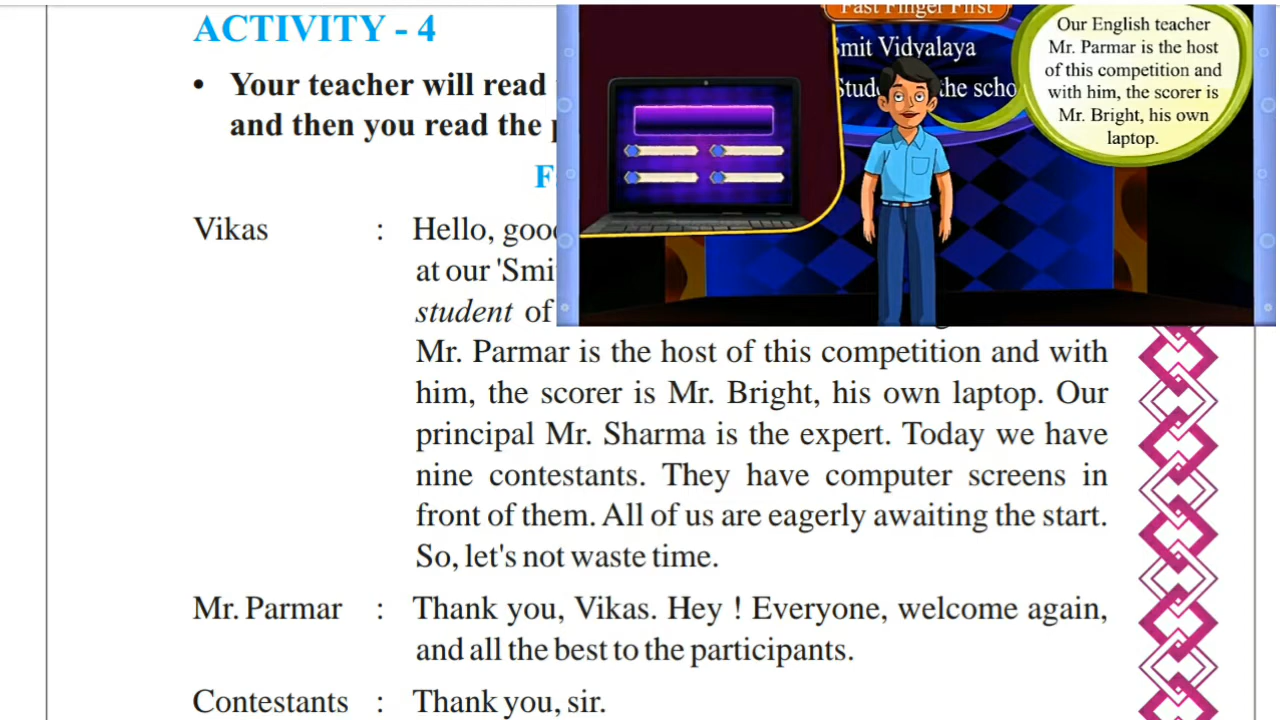 ACTIVITY - 4
• Your teacher will read
and then you read the
Fast Finger First
Smit Vidyalaya
the
Our English teacher
Mr. Parmar is the host
of this competition and
with him, the scorer is
Mr. Bright, his own
laptop.
Vikas : Hello,
at our
student of
Mr. Parmar is the host of this competition and with
him, the scorer is Mr. Bright, his own laptop. Our
principal Mr. Sharma is the expert. Today we have
nine contestants. They have computer screens in
front of them. All of us are eagerly awaiting the start.
So, let's not waste time.
Mr. Parmar : Thank you, Vikas. Hey ! Everyone, welcome again,
and all the best to the participants.
Contestants : Thank you, sir.